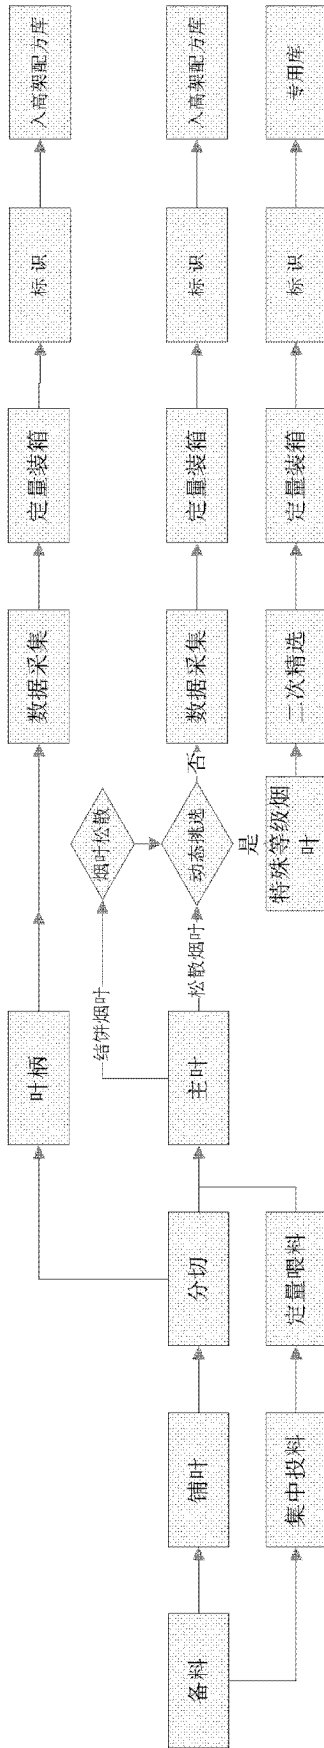 备料
铺叶
集中投料
分切
定量喂料
叶柄
主叶
结饼烟叶
松散烟叶
烟叶松散
动态挑选
否
是
特殊等级烟
叶
数据采集
数据采集
二次精选
定量装箱
定量装箱
定量装箱
标识
标识
标识
入高架配方库
入高架配方库
专用库